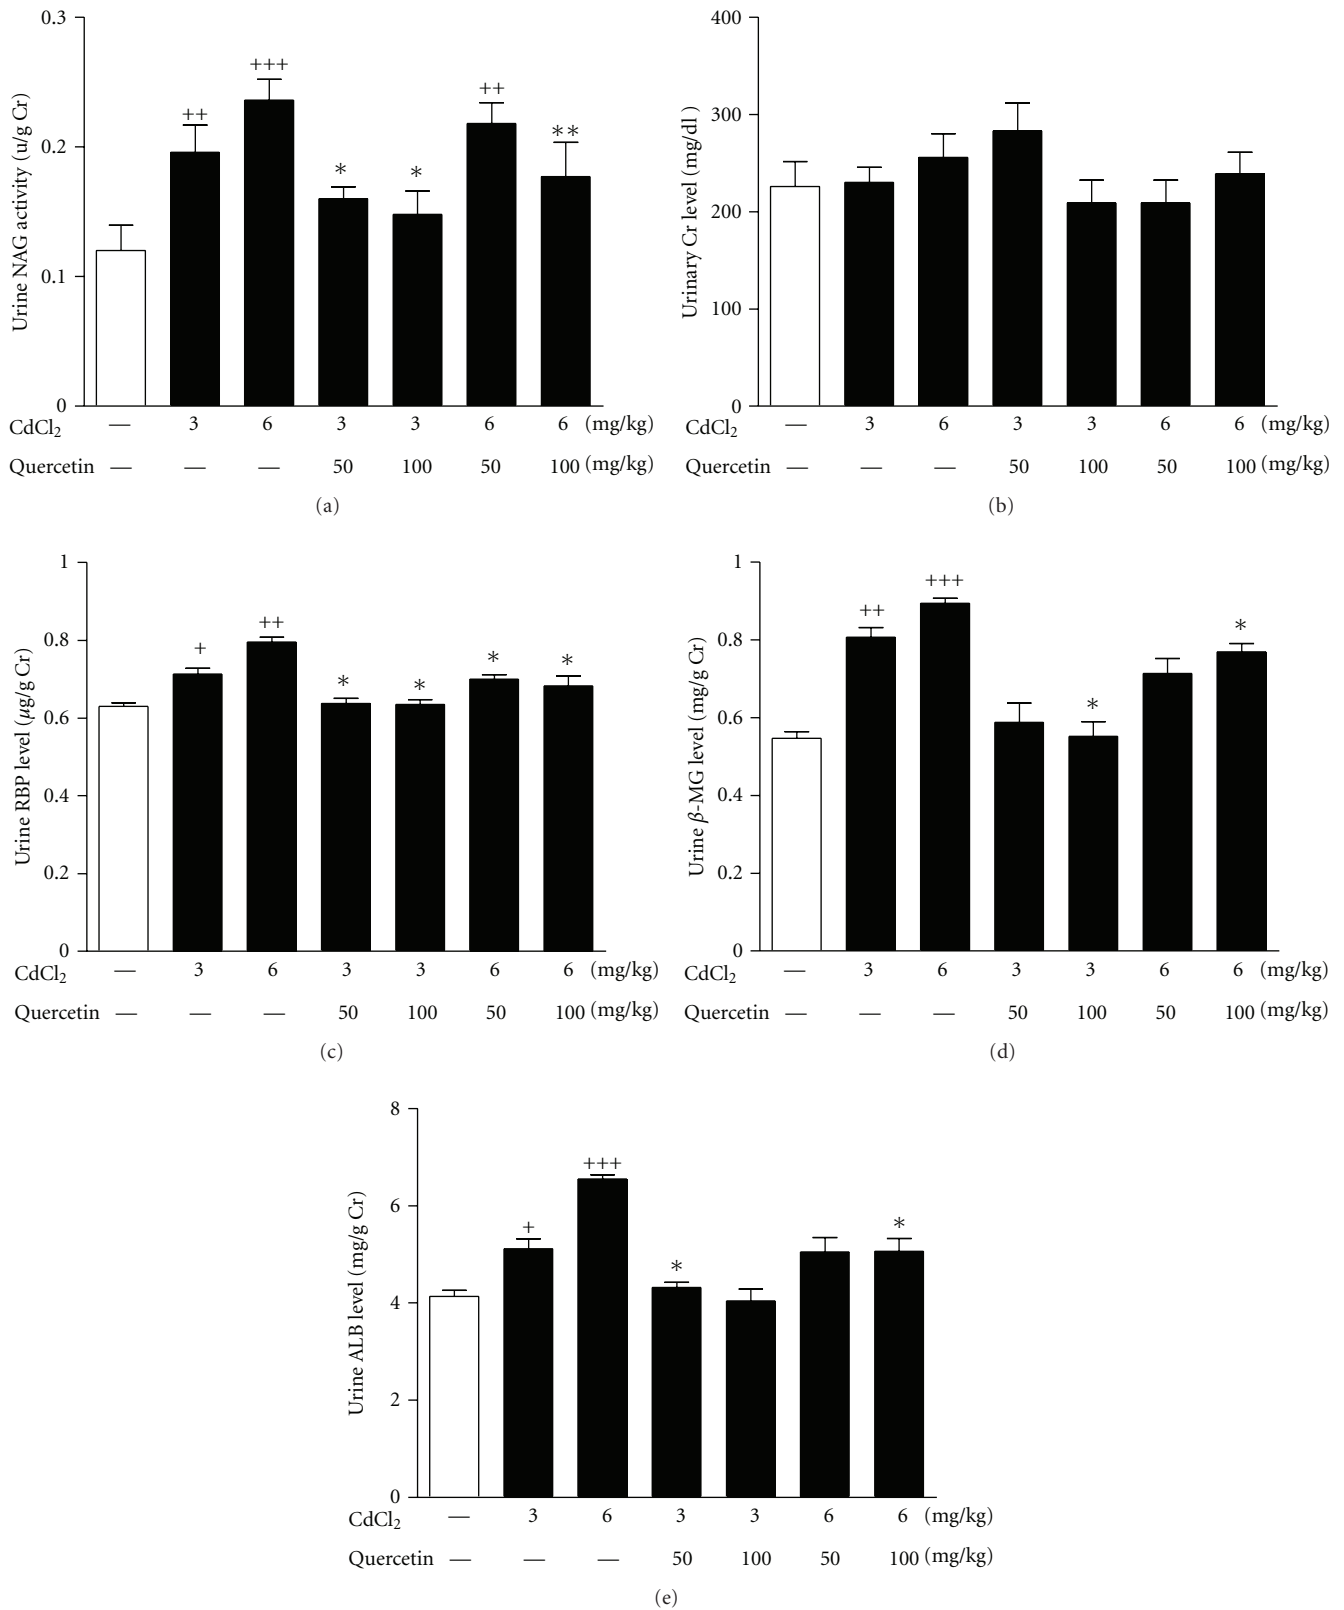 0.3
0.2
0.1
0
Urine NAG activity (u/g Cr)
++
+++
*
*
++
**
CdCl2 — 3 6 3 3 6 6 (mg/kg)
Quercetin — — — 50 100 50 100 (mg/kg)
(a)
400
300
200
100
0
Urinary Cr level (mg/dl )
CdCl2 — 3 6 3 3 6 6 (mg/kg)
Quercetin — — — 50 100 50 100 (mg/kg)
(b)
1
0.8
0.6
0.4
0.2
0
Urine RBP level (μg/g Cr)
+
++
*
*
*
*
CdCl2 — 3 6 3 3 6 6 (mg/kg)
Quercetin — — — 50 100 50 100 (mg/kg)
(c)
1
0.8
0.6
0.4
0.2
0
Urine β-MG level (mg/g Cr)
++
+++
*
*
CdCl2 — 3 6 3 3 6 6 (mg/kg)
Quercetin — — — 50 100 50 100 (mg/kg)
(d)
8
6
4
2
0
Urine ALB level (mg/g Cr)
+
+++
*
*
CdCl2 — 3 6 3 3 6 6 (mg/kg)
Quercetin — — — 50 100 50 100 (mg/kg)
(e)